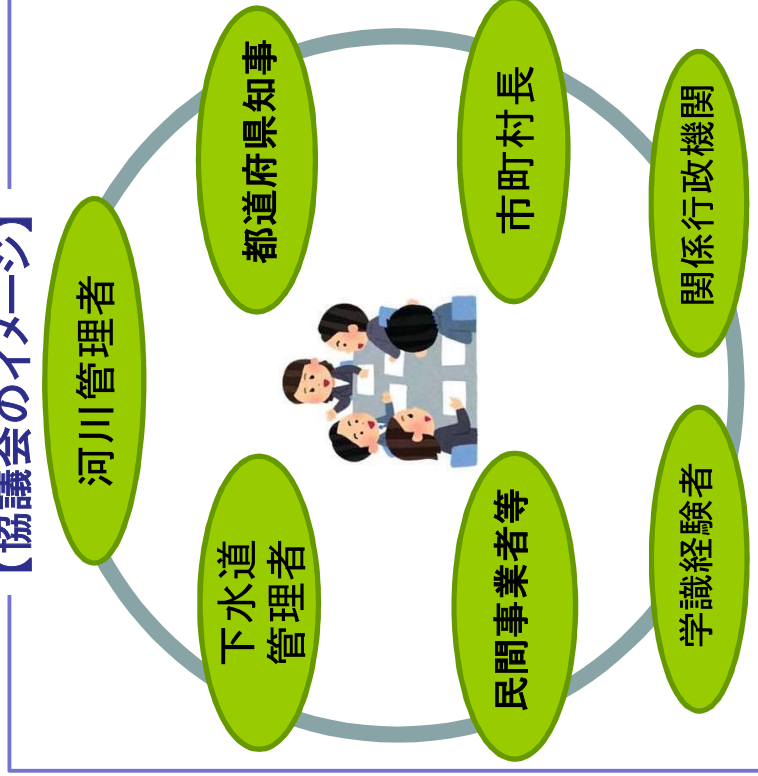 【協議会のイメージ】
河川管理者
下水道
管理者
都道府県知事
民間事業者等
市町村長
学識経験者
関係行政機関